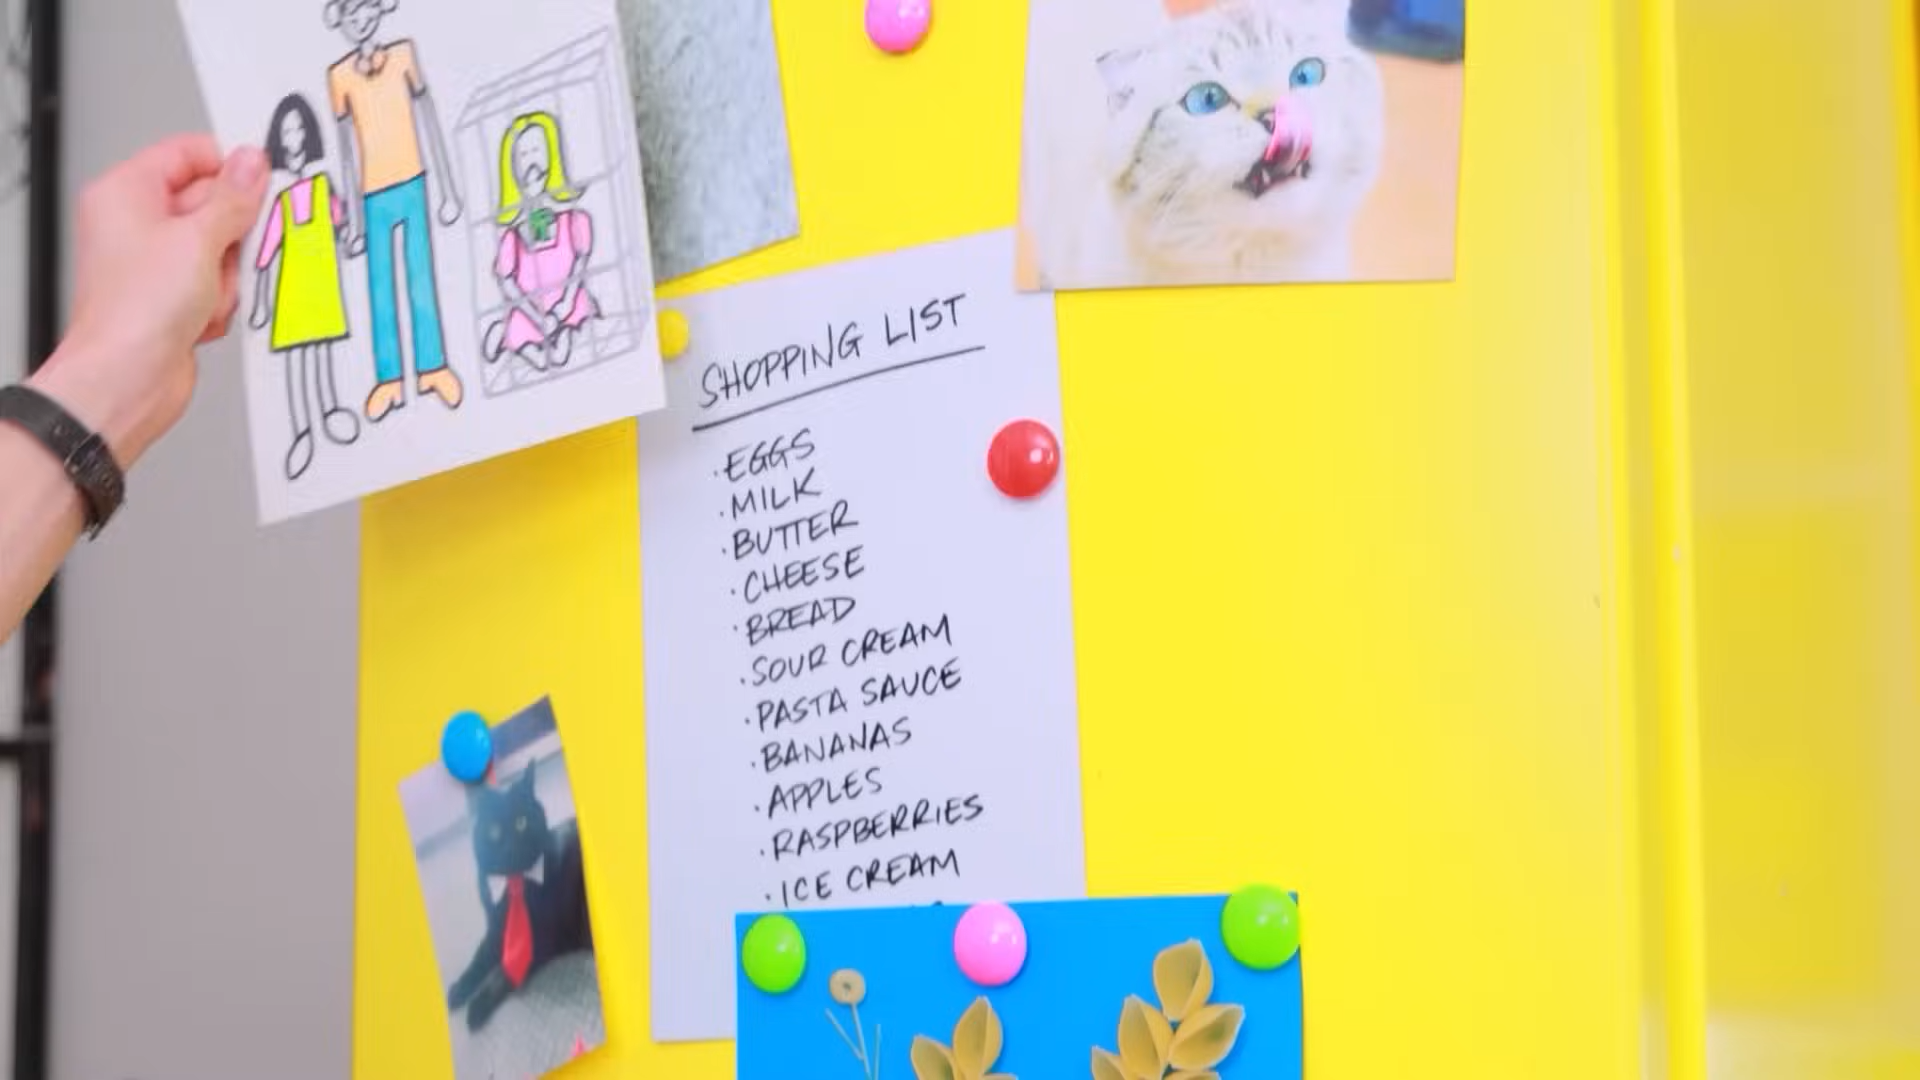 SHOPPING LIST
· EGGS
· MILK
· BUTTER
· CHEESE
· BREAD
· SOUR CREAM
· PASTA SAUCE
· BANANAS
· APPLES
· RASPBERRIES
· ICE CREAM